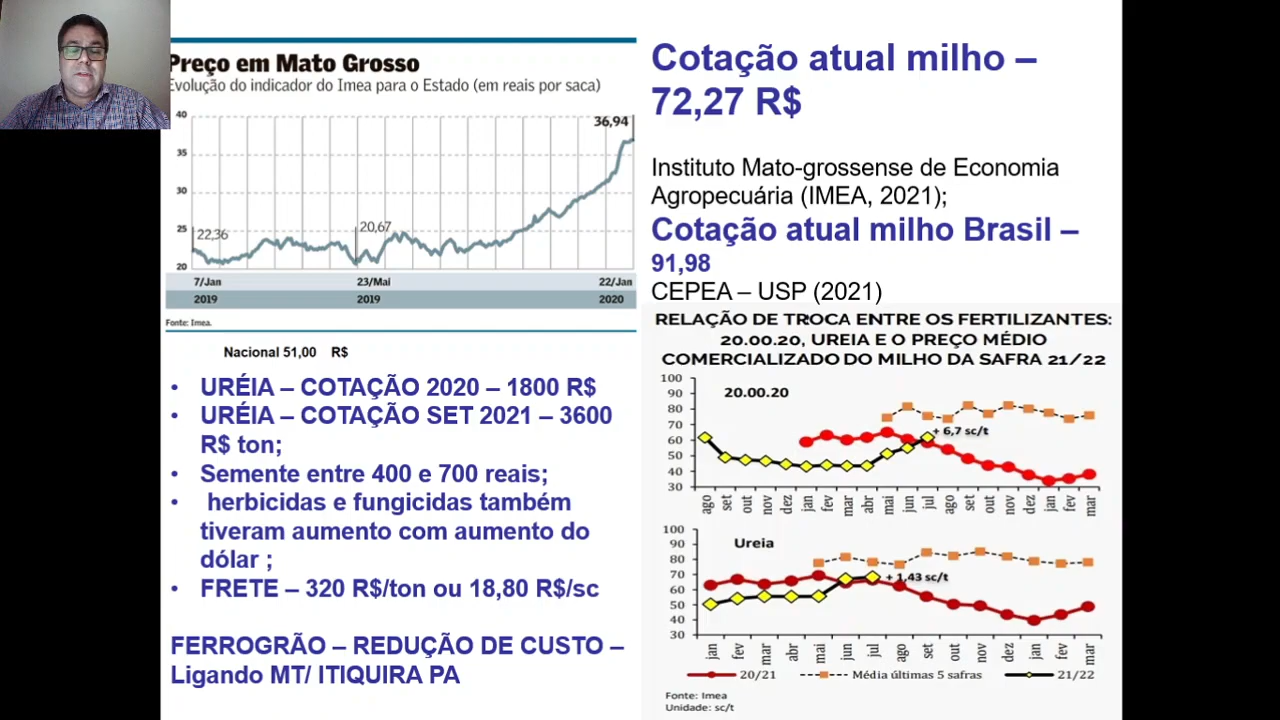 Preço em Mato Grosso
Evolução do indicador do Imea para o Estado (em reais por saca)
40
35
30
25
20
22,36
20,67
36,94
7/Jan
23/Mai
22/Jan
2019
2019
2020
Fonte: Imea.
Nacional 51,00 R$
• URÉIA – COTAÇÃO 2020 – 1800 R$
• URÉIA – COTAÇÃO SET 2021 – 3600
R$ ton;
• Semente entre 400 e 700 reais;
• herbicidas e fungicidas também
tiveram aumento com aumento do
dólar ;
• FRETE – 320 R$/ton ou 18,80 R$/sc
FERROGRÃO – REDUÇÃO DE CUSTO –
Ligando MT/ ITIQUIRA PA
Cotação atual milho –
72,27 R$
Instituto Mato-grossense de Economia
Agropecuária (IMEA, 2021);
Cotação atual milho Brasil –
91,98
CEPEA – USP (2021)
RELAÇÃO DE TROCA ENTRE OS FERTILIZANTES:
20.00.20, UREIA E O PREÇO MÉDIO
COMERCIALIZADO DO MILHO DA SAFRA 21/22
100
90
80
70
60
50
40
30
20.00.20
+ 6,7 sc/t
ago set out nov dez jan fev mar abr mai jun jul ago set out nov dez jan fev mar
100
90
80
70
60
50
40
30
Ureia
+ 1,43 sc/t
jan fev mar abr mai jun jul ago set out nov dez jan fev mar
20/21 Média últimas 5 safras 21/22
Fonte: Imea
Unidade: sc/t